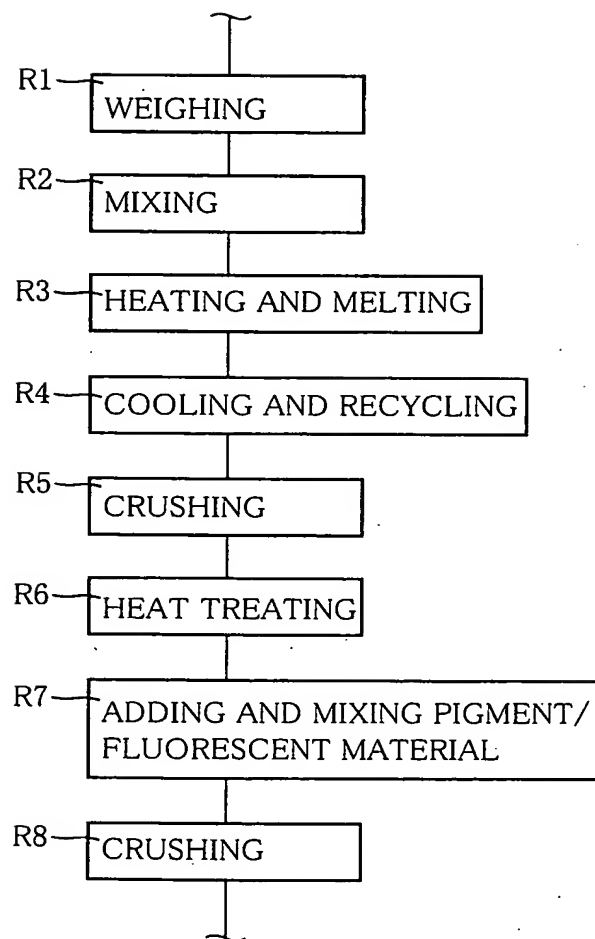 R1
WEIGHING
R2
MIXING
R3
HEATING AND MELTING
R4
COOLING AND RECYCLING
R5
CRUSHING
R6
HEAT TREATING
R7
ADDING AND MIXING PIGMENT/
FLUORESCENT MATERIAL
R8
CRUSHING